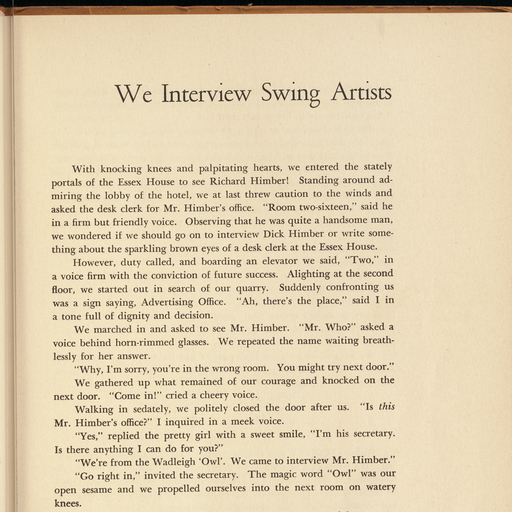 We Interview Swing Artists
With knocking knees and palpitating hearts, we entered the stately
portals of the Essex House to see Richard Himber! Standing around ad-
miring the lobby of the hotel, we at last threw caution to the winds and
asked the desk clerk for Mr. Himber's office. "Room two-sixteen," said he
in a firm but friendly voice. Observing that he was quite a handsome man,
we wondered if we should go on to interview Dick Himber or write some-
thing about the sparkling brown eyes of a desk clerk at the Essex House.
However, duty called, and boarding an elevator we said, "Two," in
a voice firm with the conviction of future success. Alighting at the second
floor, we started out in search of our quarry. Suddenly confronting us
was a sign saying, Advertising Office. "Ah, there's the place," said I in
a tone full of dignity and decision.
We marched in and asked to see Mr. Himber. "Mr. Who?" asked a
voice behind horn-rimmed glasses. We repeated the name waiting breath-
lessly for her answer.
"Why, I'm sorry, you're in the wrong room. You might try next door."
We gathered up what remained of our courage and knocked on the
next door. "Come in!" cried a cheery voice.
Walking in sedately, we politely closed the door after us. "Is this
Mr. Himber's office?" I inquired in a meek voice.
"Yes," replied the pretty girl with a sweet smile, "I'm his secretary.
Is there anything I can do for you?"
"We're from the Wadleigh 'Owl'. We came to interview Mr. Himber."
"Go right in," invited the secretary. The magic word "Owl" was our
open sesame and we propelled ourselves into the next room on watery
knees.